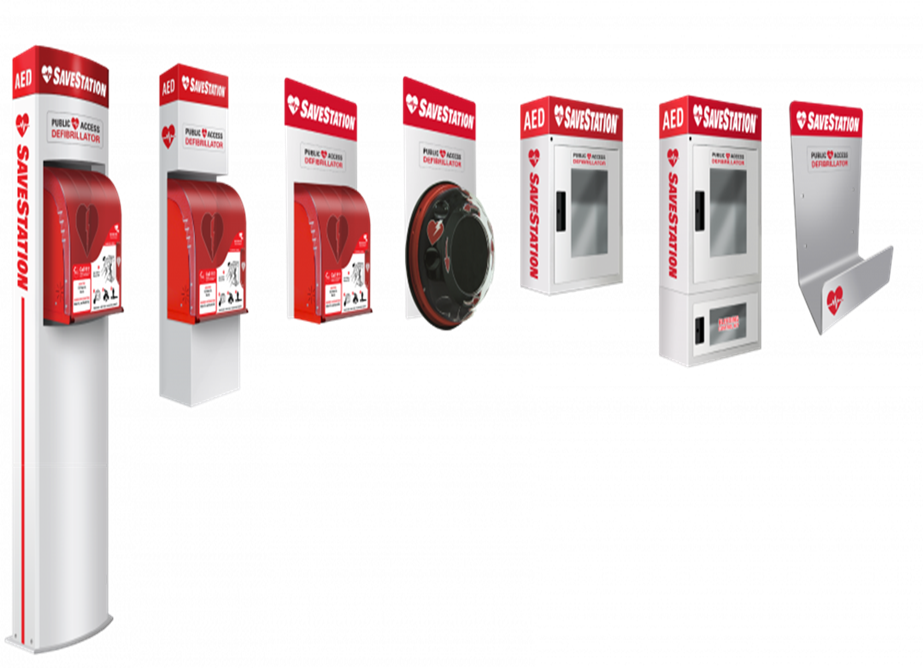 AED SAVESTATION
PUBLIC ACCESS
DEFIBRILLATOR
SAVESTATION
AED SAVESTATION
PUBLIC ACCESS
DEFIBRILLATOR
SAVESTATION
PUBLIC ACCESS
DEFIBRILLATOR
SAVESTATION
PUBLIC ACCESS
DEFIBRILLATOR
AED SAVESTATION
PUBLIC ACCESS
DEFIBRILLATOR
SAVESTATION
AED SAVESTATION
PUBLIC ACCESS
DEFIBRILLATOR
SAVESTATION
SAVESTATION
PUBLIC ACCESS
DEFIBRILLATOR